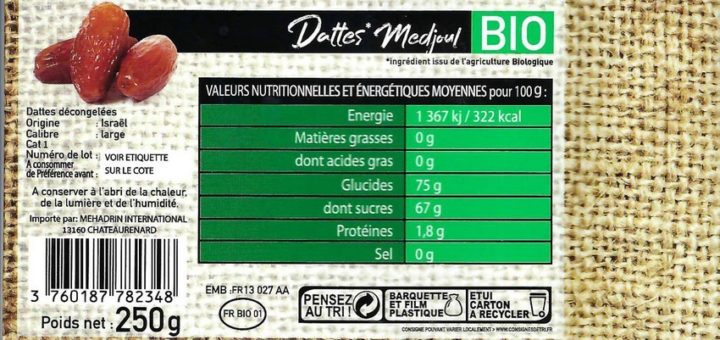 Dattes* Medjoul BIO
*ingrédient issu de l'agriculture Biologique
VALEURS NUTRITIONNELLES ET ÉNERGÉTIQUES MOYENNES pour 100 g :
Energie 1 367 kj / 322 kcal
Matières grasses 0 g
dont acides gras 0 g
Glucides 75 g
dont sucres 67 g
Protéines 1,8 g
Sel 0 g
Dattes décongelées
Origine : Israël
Calibre : large
Cat 1
Numéro de lot : VOIR ETIQUETTE
A consommer
de Préférence avant : SUR LE COTE
A conserver à l'abri de la chaleur,
de la lumière et de l'humidité.
Importé par: MEHADRIN INTERNATIONAL
13160 CHATEAURENARD
3 760187 782348
Poids net : 250g
EMB :FR13 027 AA
FR BIO 01
PENSEZ
AU TRI !
BARQUETTE
ET FILM
PLASTIQUE
ETUI
CARTON
A RECYCLER
CONSIGNE POUVANT VARIER LOCALEMENT > WWW.CONSIGNESDETRI.FR